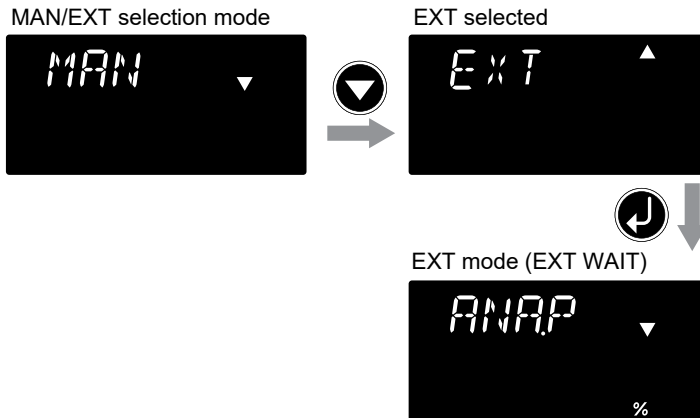 MAN/EXT selection mode
EXT selected
MAN
EXT
EXT mode (EXT WAIT)
ANA.P
%